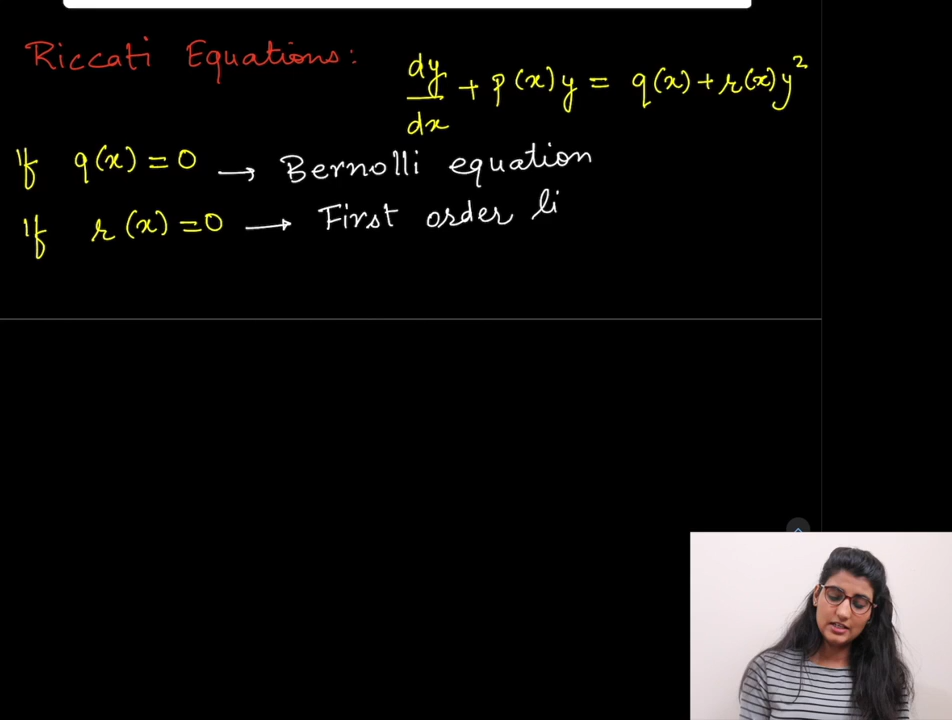 Riccati Equations: dy/dx + p(x)y = q(x) + r(x)y²
If q(x) = 0 → Bernolli equation
If r(x) = 0 → First order li